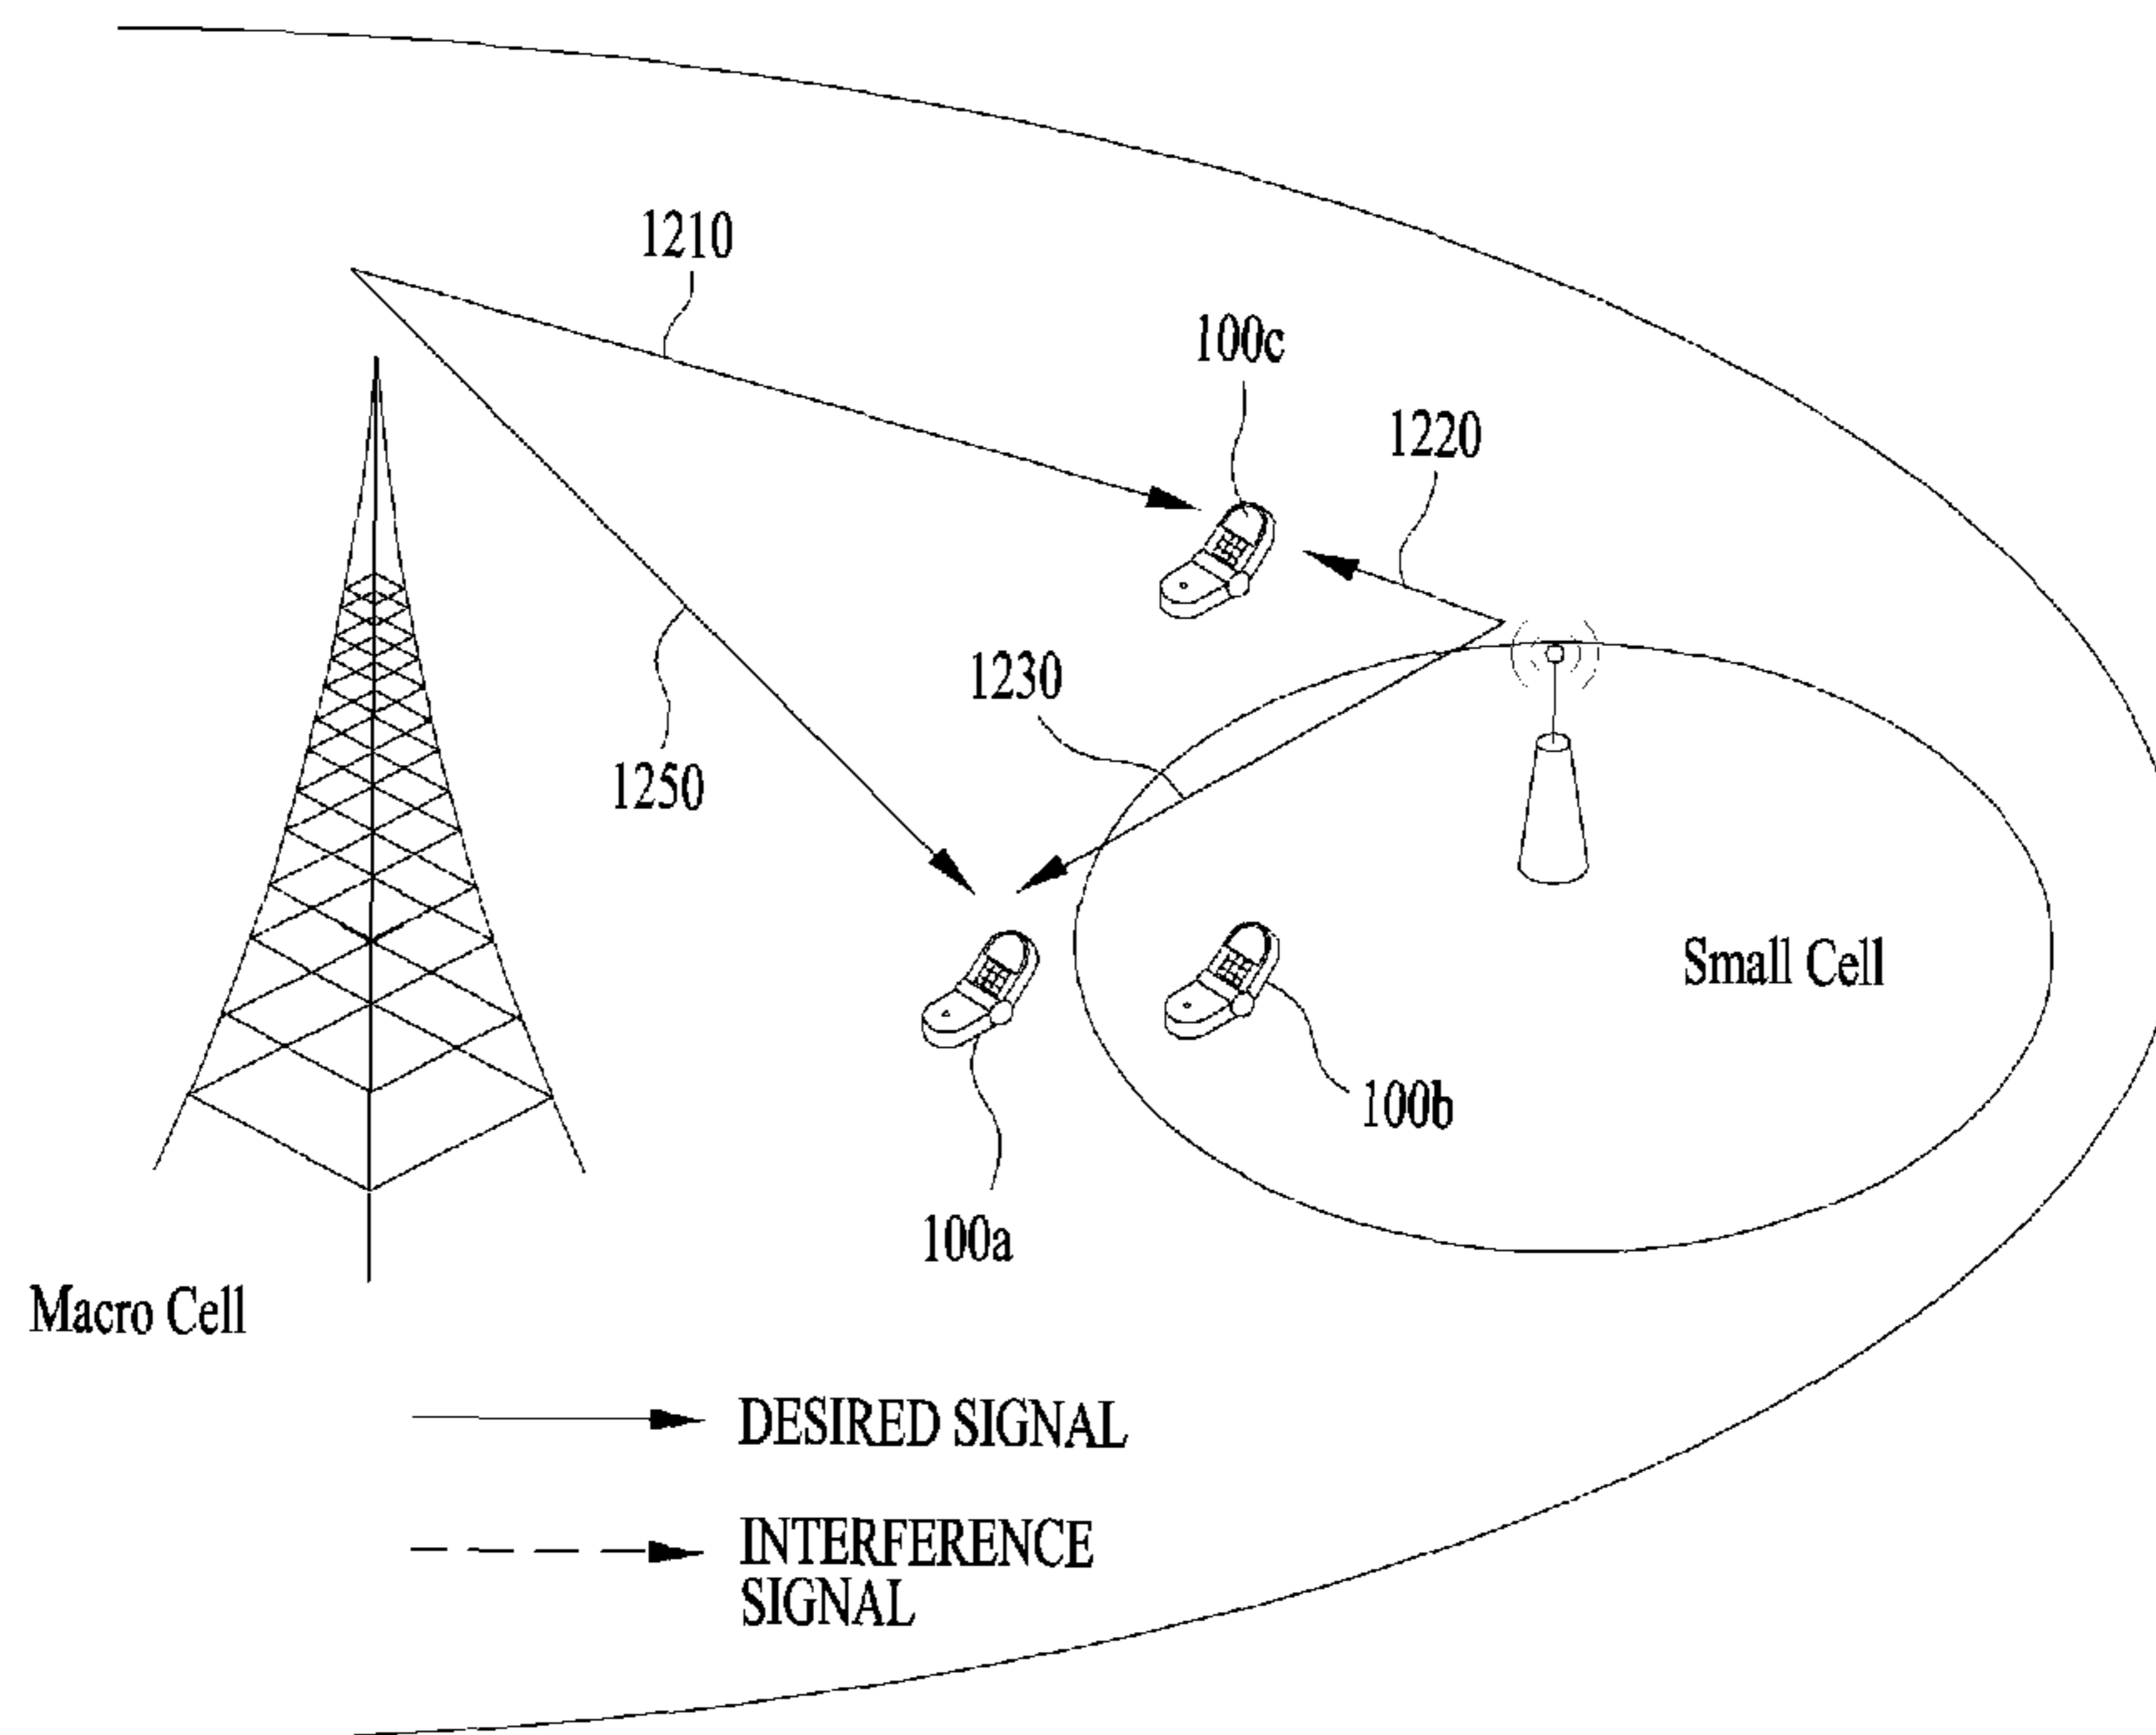 1210
100c
1220
1230
1250
Small Cell
100b
100a
Macro Cell
DESIRED SIGNAL
INTERFERENCE
SIGNAL